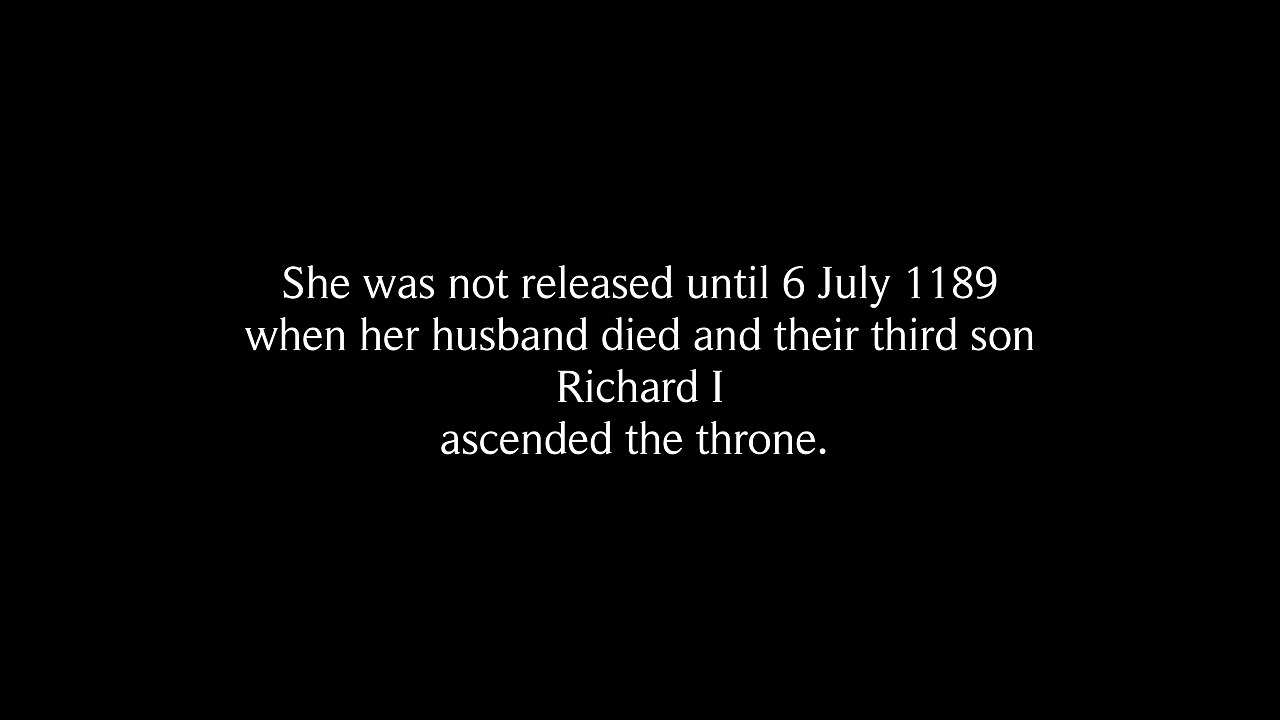 She was not released until 6 July 1189
when her husband died and their third son
Richard I
ascended the throne.